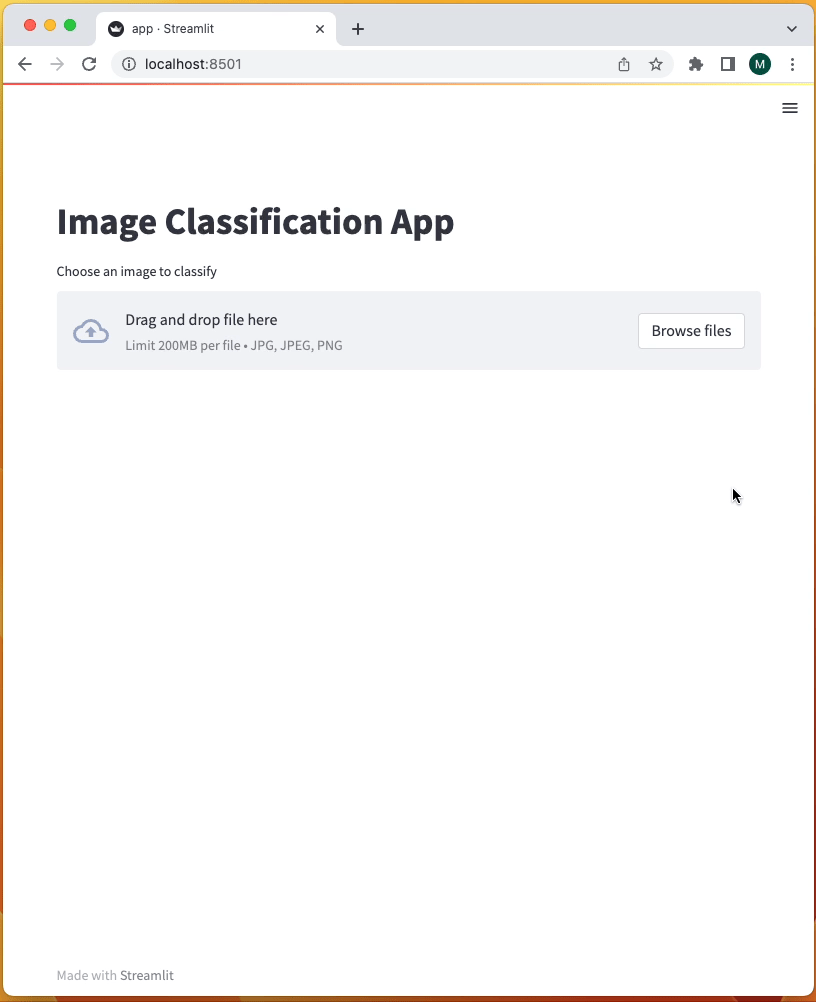 app · Streamlit
localhost:8501
M
Image Classification App
Choose an image to classify
Drag and drop file here
Limit 200MB per file • JPG, JPEG, PNG
Browse files
Made with Streamlit